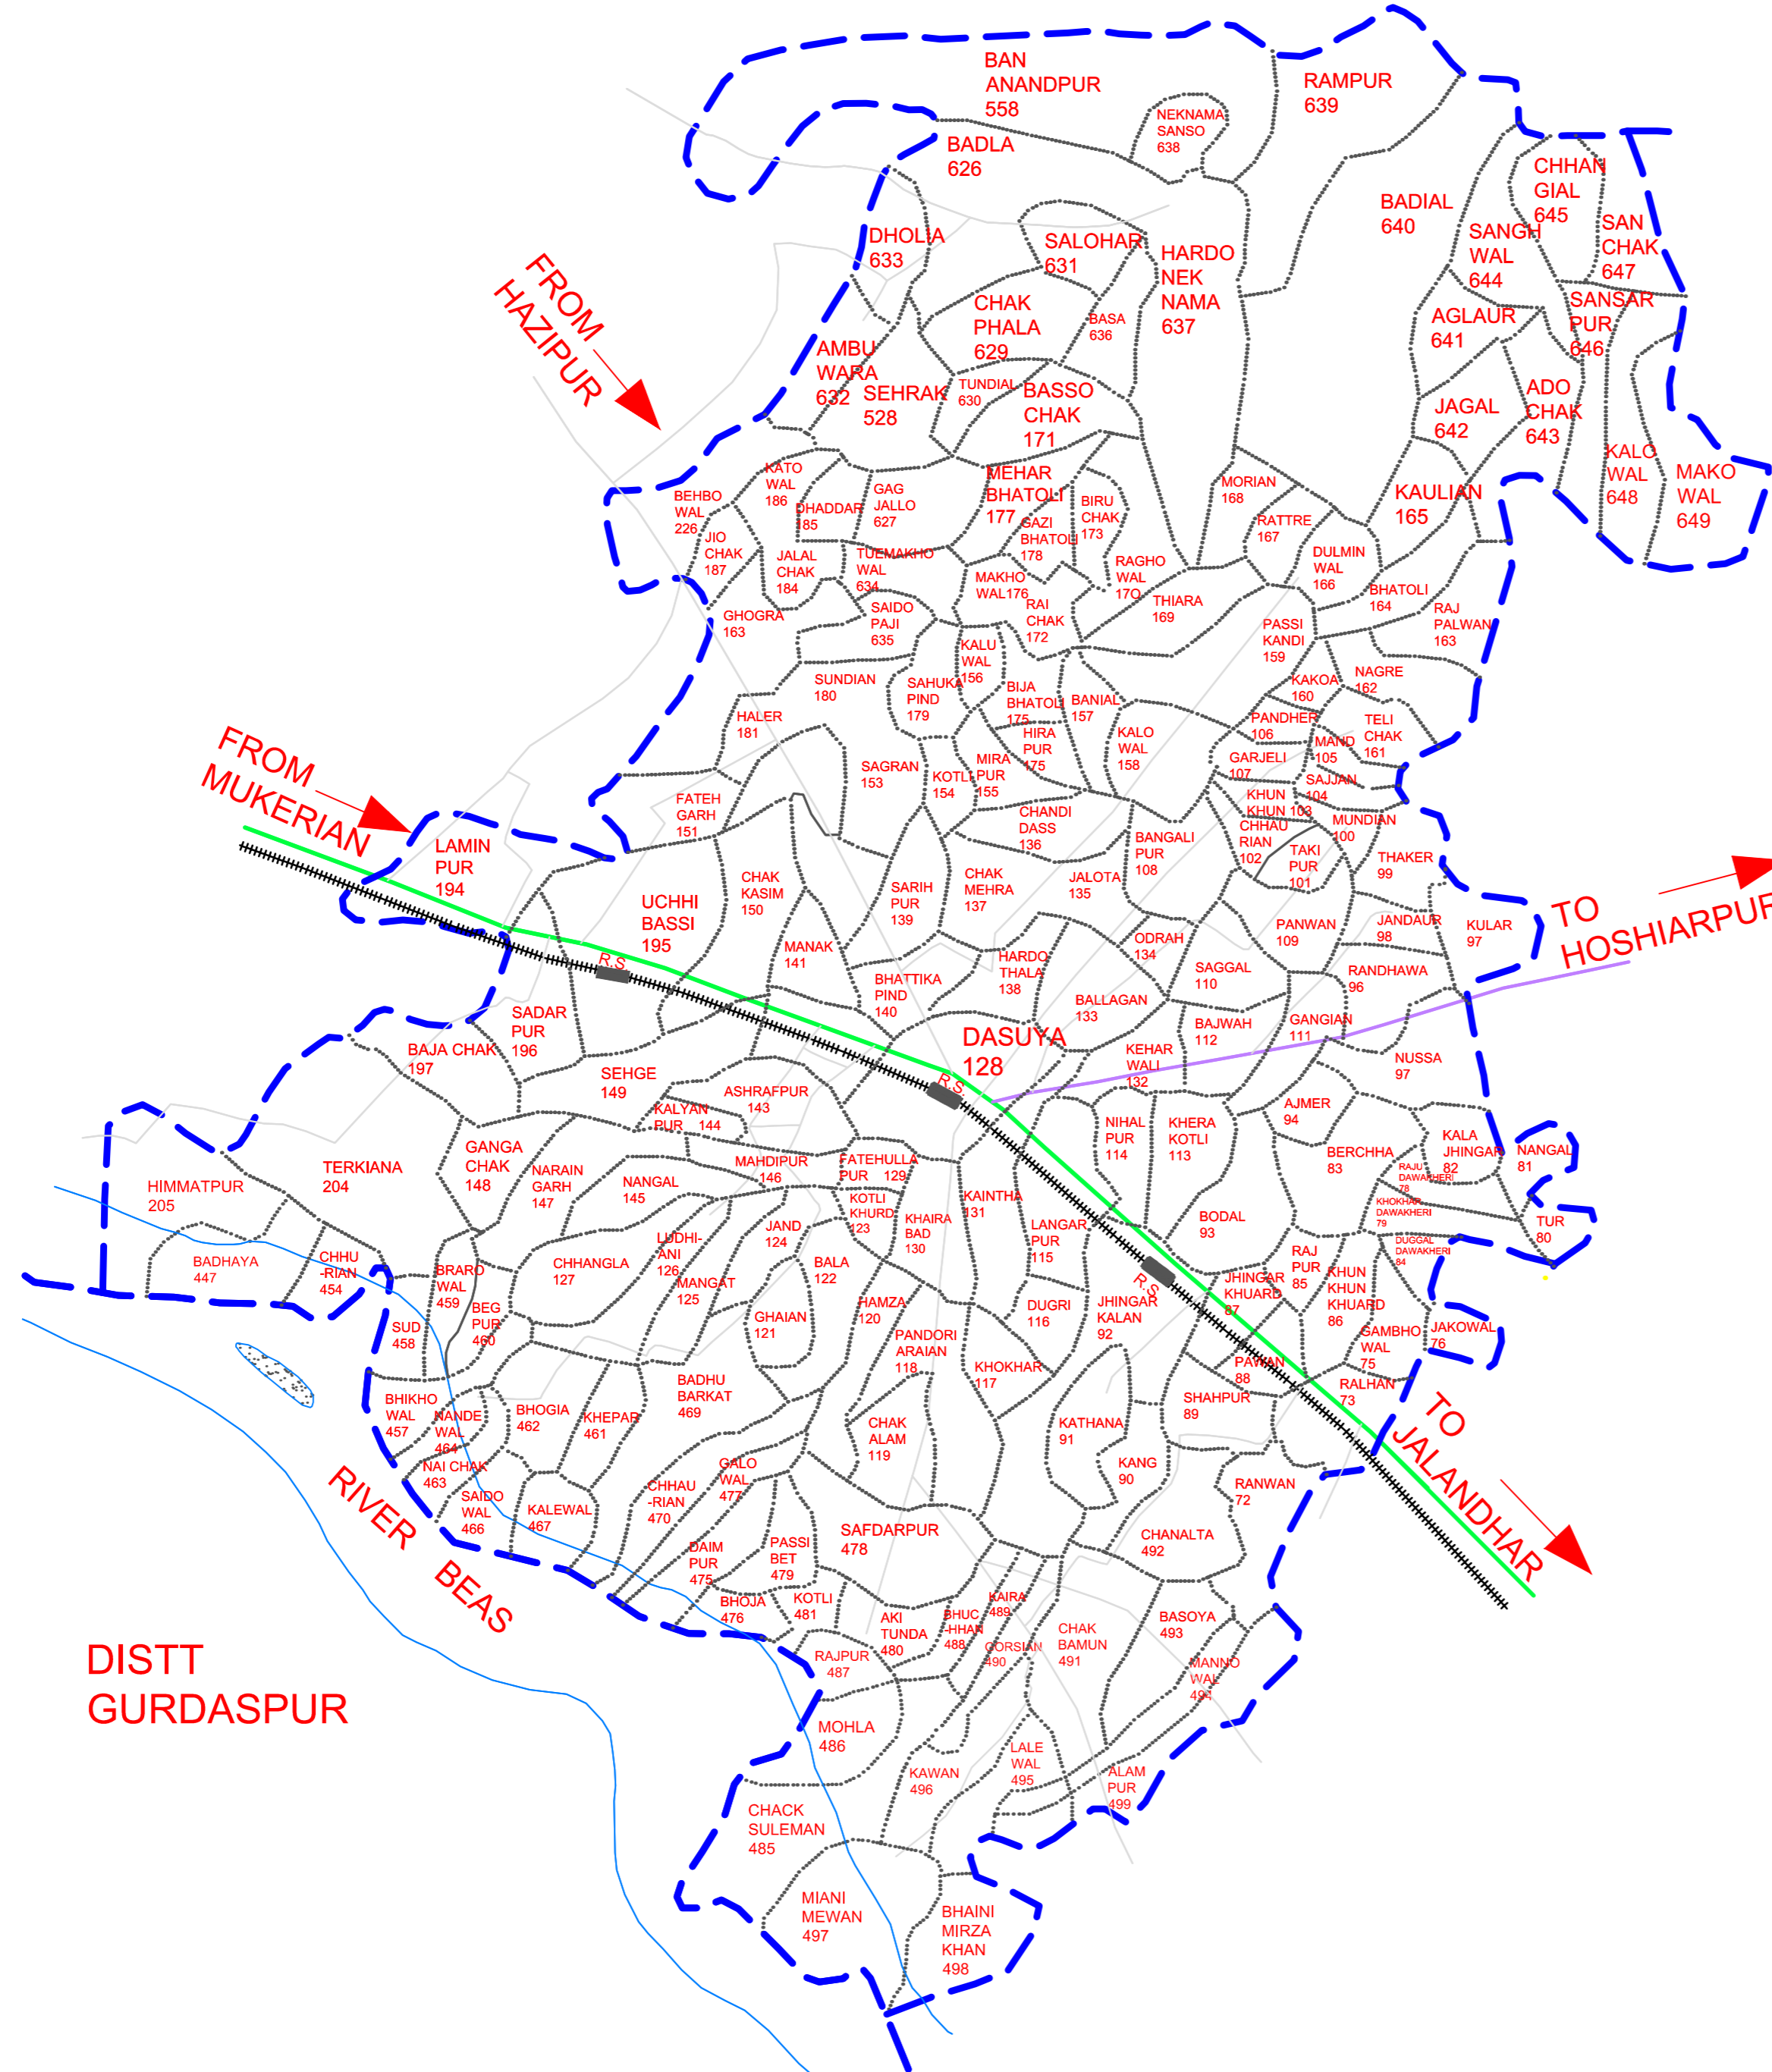 BAN
ANANDPUR
558
RAMPUR
639
NEKNAMA
SANSO
638
BADLA
626
CHHAN
GIAL
645
BADIAL
640
SANGH
WAL
644
SAN
CHAK
647
DHOLIA
633
SALOHAR
631
HARDO
NEK
NAMA
637
FROM
HAZIPUR
CHAK
PHALA
629
BASA
636
AGLAUR
641
SANSAR
PUR
646
AMBU
WARA
632
SEHRAK
528
TUNDIAL
630
BASSO
CHAK
171
JAGAL
642
ADO
CHAK
643
KALO
WAL
648
MAKO
WAL
649
KATO
WAL
186
BEHBO
WAL
226
DHADDAR
185
GAG
JALLO
627
MEHAR
BHATOLI
177
GAZI
BHATOLI
178
BIRU
CHAK
173
MORIAN
168
KAULIAN
165
RATTRE
167
JIO
CHAK
187
JALAL
CHAK
184
TUEMAKHO
WAL
634
MAKHO
WAL176
RAGHO
WAL
170
DULMIN
WAL
166
BHATOLI
164
GHOGRA
163
SAIDO
PAJI
635
RAI
CHAK
172
THIARA
169
PASSI
KANDI
159
RAJ
PALWAN
163
KALU
WAL
156
SUNDIAN
180
SAHUKA
PIND
179
BIJA
BHATOLI
175
BANIAL
157
KAKOA
160
NAGRE
162
HALER
181
HIRA
PUR
175
KALO
WAL
158
PANDHER
106
TELI
CHAK
161
MAND
105
FROM
MUKERIAN
SAGRAN
153
KOTLI
154
MIRA
PUR
155
GARJELI
107
SAJJAN
104
FATEH
GARH
151
CHANDI
DASS
136
KHUN
KHUN 103
MUNDIAN
100
LAMIN
PUR
194
BANGALI
PUR
108
CHHAU
RIAN
102
TAKI
PUR
101
THAKER
99
UCHHI
BASSI
195
CHAK
KASIM
150
SARIH
PUR
139
CHAK
MEHRA
137
JALOTA
135
TO
HOSHIARPUR
MANAK
141
HARDO
THALA
138
ODRAH
134
PANWAN
109
JANDAUR
98
KULAR
97
R.S
BHATTIKA
PIND
140
SAGGAL
110
RANDHAWA
96
SADAR
PUR
196
DASUYA
128
BALLAGAN
133
BAJWAH
112
GANGIAN
111
BAJA CHAK
197
KEHAR
WALI
132
NUSSA
97
SEHGE
149
R.S
ASHRAFPUR
143
KALYAN
PUR
144
AJMER
94
NIHAL
PUR
114
KHERA
KOTLI
113
GANGA
CHAK
148
NARAIN
GARH
147
TERKIANA
204
HIMMATPUR
205
MAHDIPUR
146
FATEHULLA
PUR
129
BERCHHA
83
KALA
JHINGAR
82
NANGAL
81
RAJU
DAWAKHERI
78
NANGAL
145
KOTLI
KHURD
123
KAINTHA
131
KHOKHAR
DAWAKHERI
79
TUR
80
KHAIRA
BAD
130
BODAL
93
LANGAR
PUR
115
JAND
124
LUDHI-
ANI
126
DUGGAL
DAWAKHERI
84
BADHAYA
447
CHHU
-RIAN
454
CHHANGLA
127
MANGAT
125
BALA
122
RAJ
PUR
85
KHUN
KHUN
KHUARD
86
R.S
JHINGAR
KHUARD
87
BRARO
WAL
459
BEG
PUR
460
SUD
458
GHAIAN
121
HAMZA
120
DUGRI
116
JHINGAR
KALAN
92
GAMBHO
WAL
75
JAKOWAL
76
PANDORI
ARAIAN
118
KHOKHAR
117
PAWAN
88
RALHAN
73
BHIKHO
WAL
457
NANDE
WAL
464
BHOGIA
462
KHEPAR
461
BADHU
BARKAT
469
SHAHPUR
89
CHAK
ALAM
119
KATHANA
91
TO
JALANDHAR
NAI CHAK
463
SAIDO
WAL
466
KALEWAL
467
CHHAU
-RIAN
470
GALO
WAL
477
KANG
90
RANWAN
72
RIVER BEAS
DAIM
PUR
475
PASSI
BET
479
SAFDARPUR
478
CHANALTA
492
BHOJA
476
KOTLI
481
AKI
TUNDA
480
BHUC
-HHAN
488
KAIRA
489
GORSIAN
490
CHAK
BAMUN
491
BASOYA
493
DISTT
GURDASPUR
RAJPUR
487
MANNO
WAL
494
MOHLA
486
KAWAN
496
LALE
WAL
495
ALAM
PUR
499
CHACK
SULEMAN
485
MIANI
MEWAN
497
BHAINI
MIRZA
KHAN
498